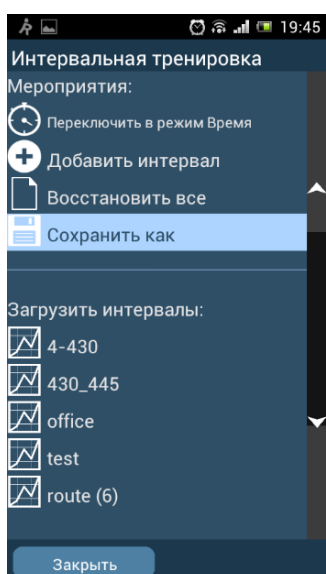 19:45
Интервальная тренировка
Мероприятия:
Переключить в режим Время
Добавить интервал
Восстановить все
Сохранить как
Загрузить интервалы:
4-430
430_445
office
test
route (6)
Закрыть